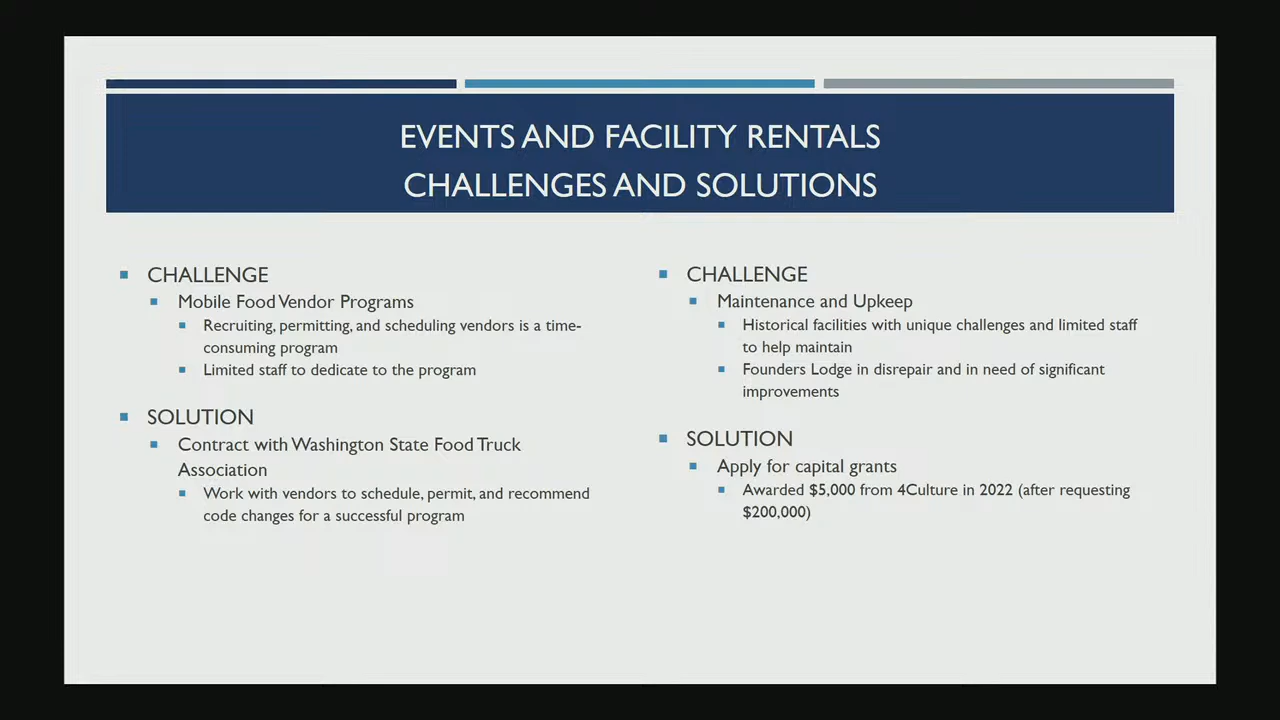 EVENTS AND FACILITY RENTALS
CHALLENGES AND SOLUTIONS
CHALLENGE
Mobile Food Vendor Programs
Recruiting, permitting, and scheduling vendors is a time-
consuming program
Limited staff to dedicate to the program
SOLUTION
Contract with Washington State Food Truck
Association
Work with vendors to schedule, permit, and recommend
code changes for a successful program
CHALLENGE
Maintenance and Upkeep
Historical facilities with unique challenges and limited staff
to help maintain
Founders Lodge in disrepair and in need of significant
improvements
SOLUTION
Apply for capital grants
Awarded $5,000 from 4Culture in 2022 (after requesting
$200,000)